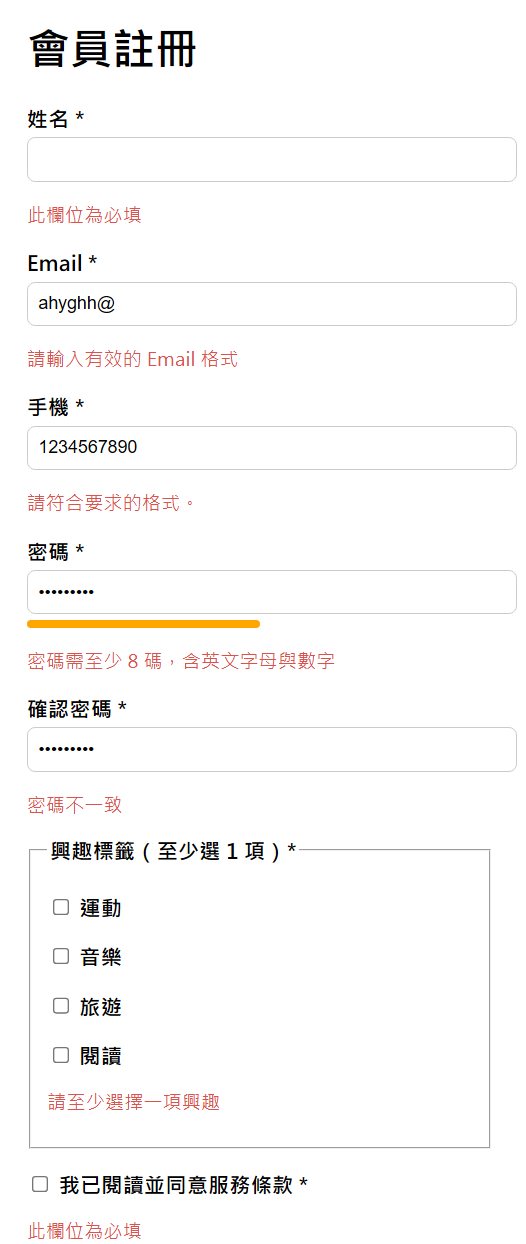 會員註冊
姓名 *
此欄位為必填
Email *
ahyghh@
請輸入有效的 Email 格式
手機 *
1234567890
請符合要求的格式。
密碼 *
•••••••••
密碼需至少 8 碼，含英文字母與數字
確認密碼 *
•••••••••
密碼不一致
興趣標籤（至少選 1 項）*
運動
音樂
旅遊
閱讀
請至少選擇一項興趣
我已閱讀並同意服務條款 *
此欄位為必填